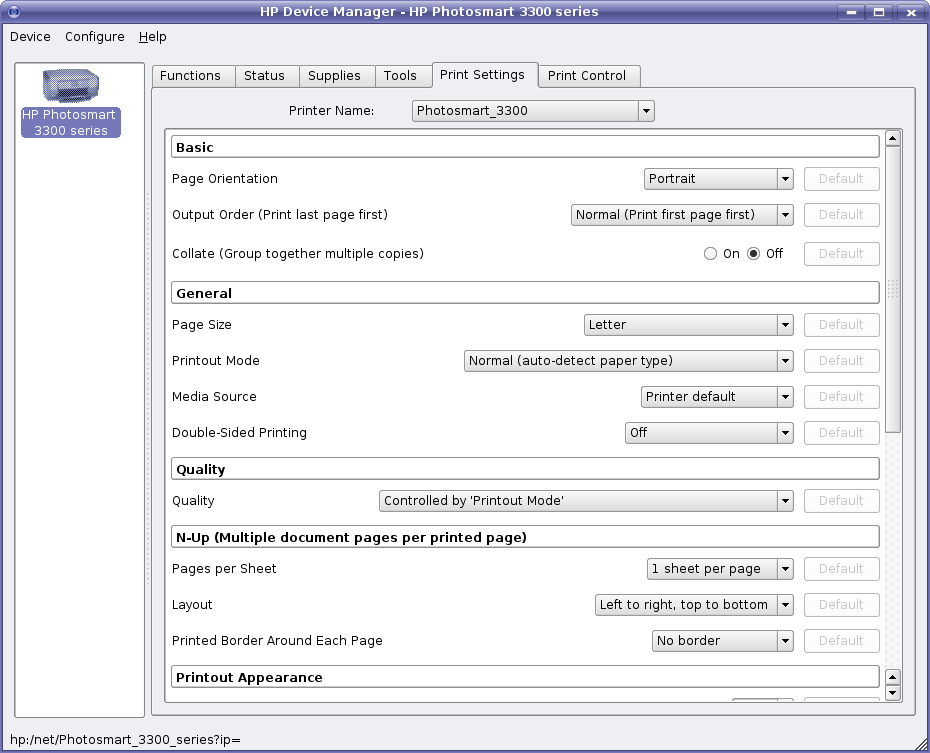 HP Device Manager - HP Photosmart 3300 series
Device Configure Help
HP Photosmart
3300 series
Functions Status Supplies Tools Print Settings Print Control
Printer Name: Photosmart_3300
Basic
Page Orientation Portrait Default
Output Order (Print last page first) Normal (Print first page first) Default
Collate (Group together multiple copies) On Off Default
General
Page Size Letter Default
Printout Mode Normal (auto-detect paper type) Default
Media Source Printer default Default
Double-Sided Printing Off Default
Quality
Quality Controlled by 'Printout Mode' Default
N-Up (Multiple document pages per printed page)
Pages per Sheet 1 sheet per page Default
Layout Left to right, top to bottom Default
Printed Border Around Each Page No border Default
Printout Appearance
hp:/net/Photosmart_3300_series?ip=